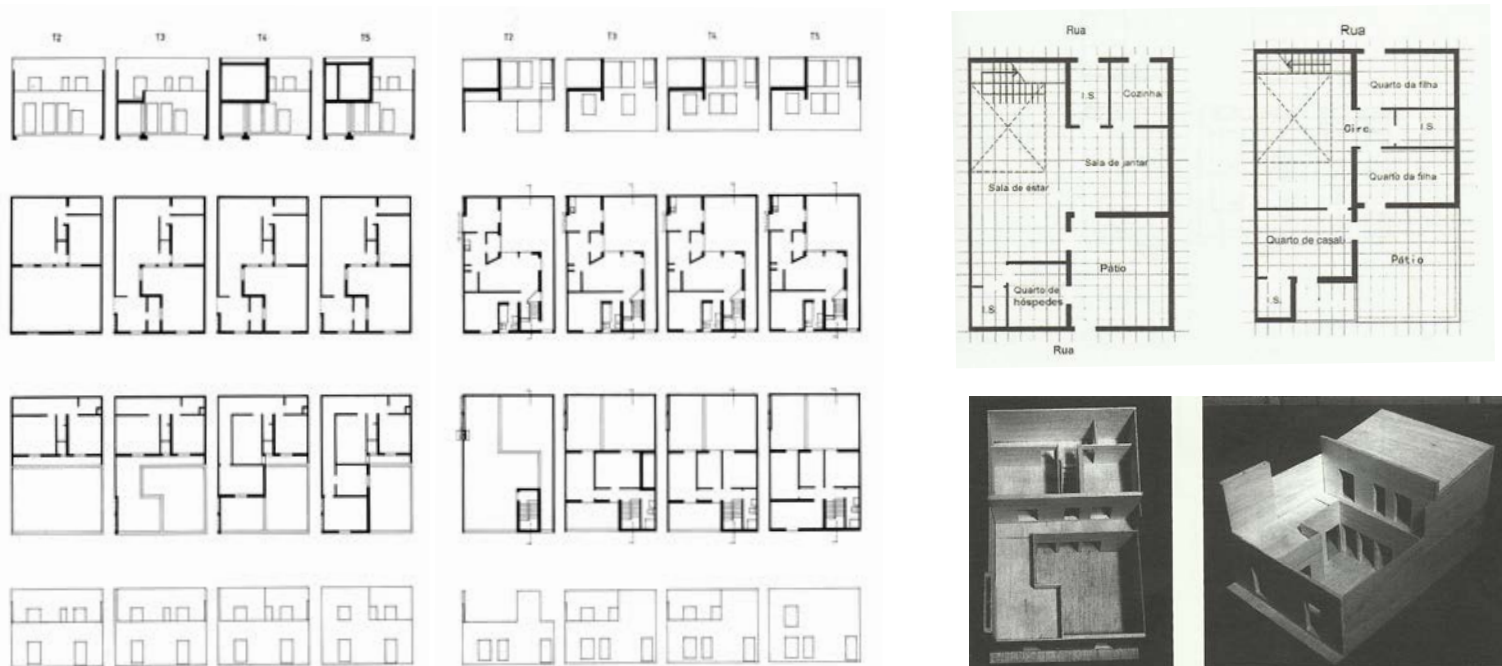 T2 T3 T4 T5
T2 T3 T4 T5
Rua
I.S.
Cozinha
Sala de jantar
Sala de estar
Pátio
Quarto de
hóspedes
I.S.
Rua
Rua
Quarto da filha
Circ.
I.S.
Quarto da filha
Quarto de casal
Pátio
I.S.